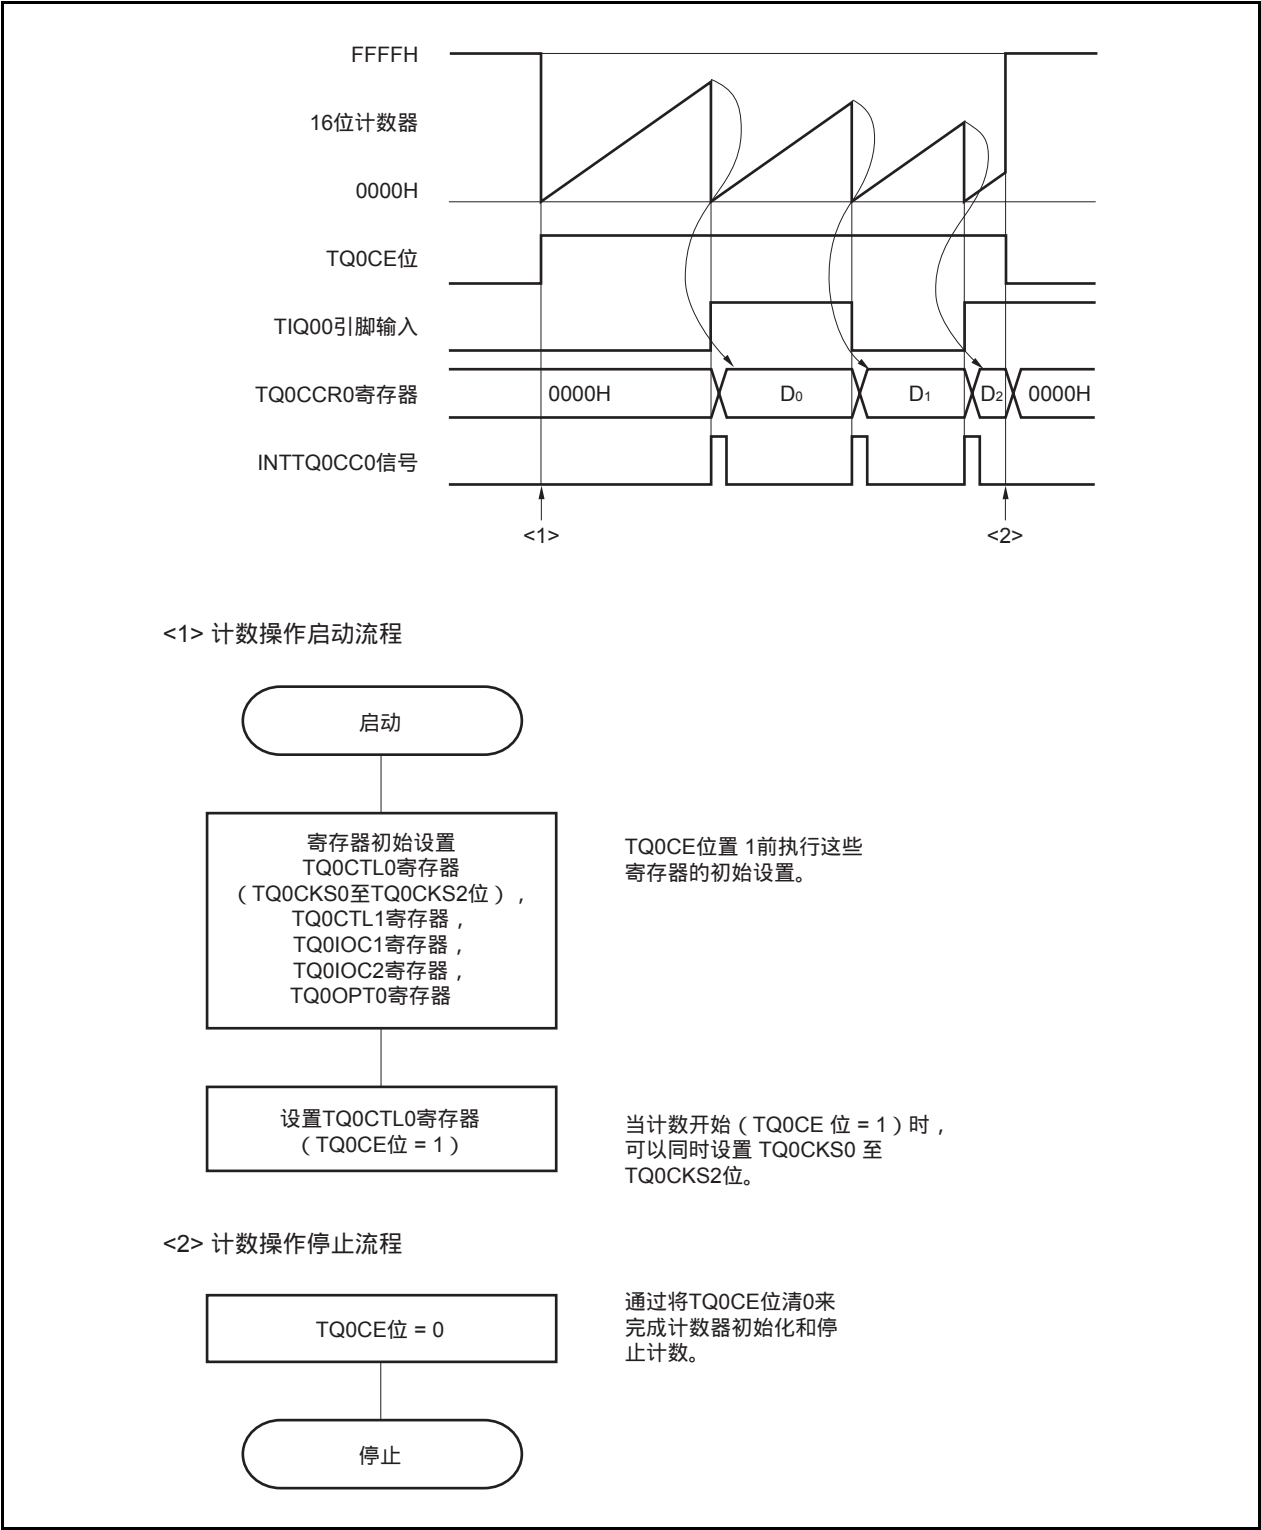 FFFFH
16位计数器
0000H
TQ0CE位
TIQ00引脚输入
TQ0CCR0寄存器
0000H
D0
D1
D2
0000H
INTTQ0CC0信号
<1>
<2>
<1> 计数操作启动流程
启动
寄存器初始设置
TQ0CTL0寄存器
（TQ0CKS0至TQ0CKS2位），
TQ0CTL1寄存器，
TQ0IOC1寄存器，
TQ0IOC2寄存器，
TQ0OPT0寄存器
TQ0CE位置 1前执行这些
寄存器的初始设置。
设置TQ0CTL0寄存器
（TQ0CE位 = 1）
当计数开始（TQ0CE 位 = 1）时，
可以同时设置 TQ0CKS0 至
TQ0CKS2位。
<2> 计数操作停止流程
TQ0CE位 = 0
通过将TQ0CE位清0来
完成计数器初始化和停
止计数。
停止